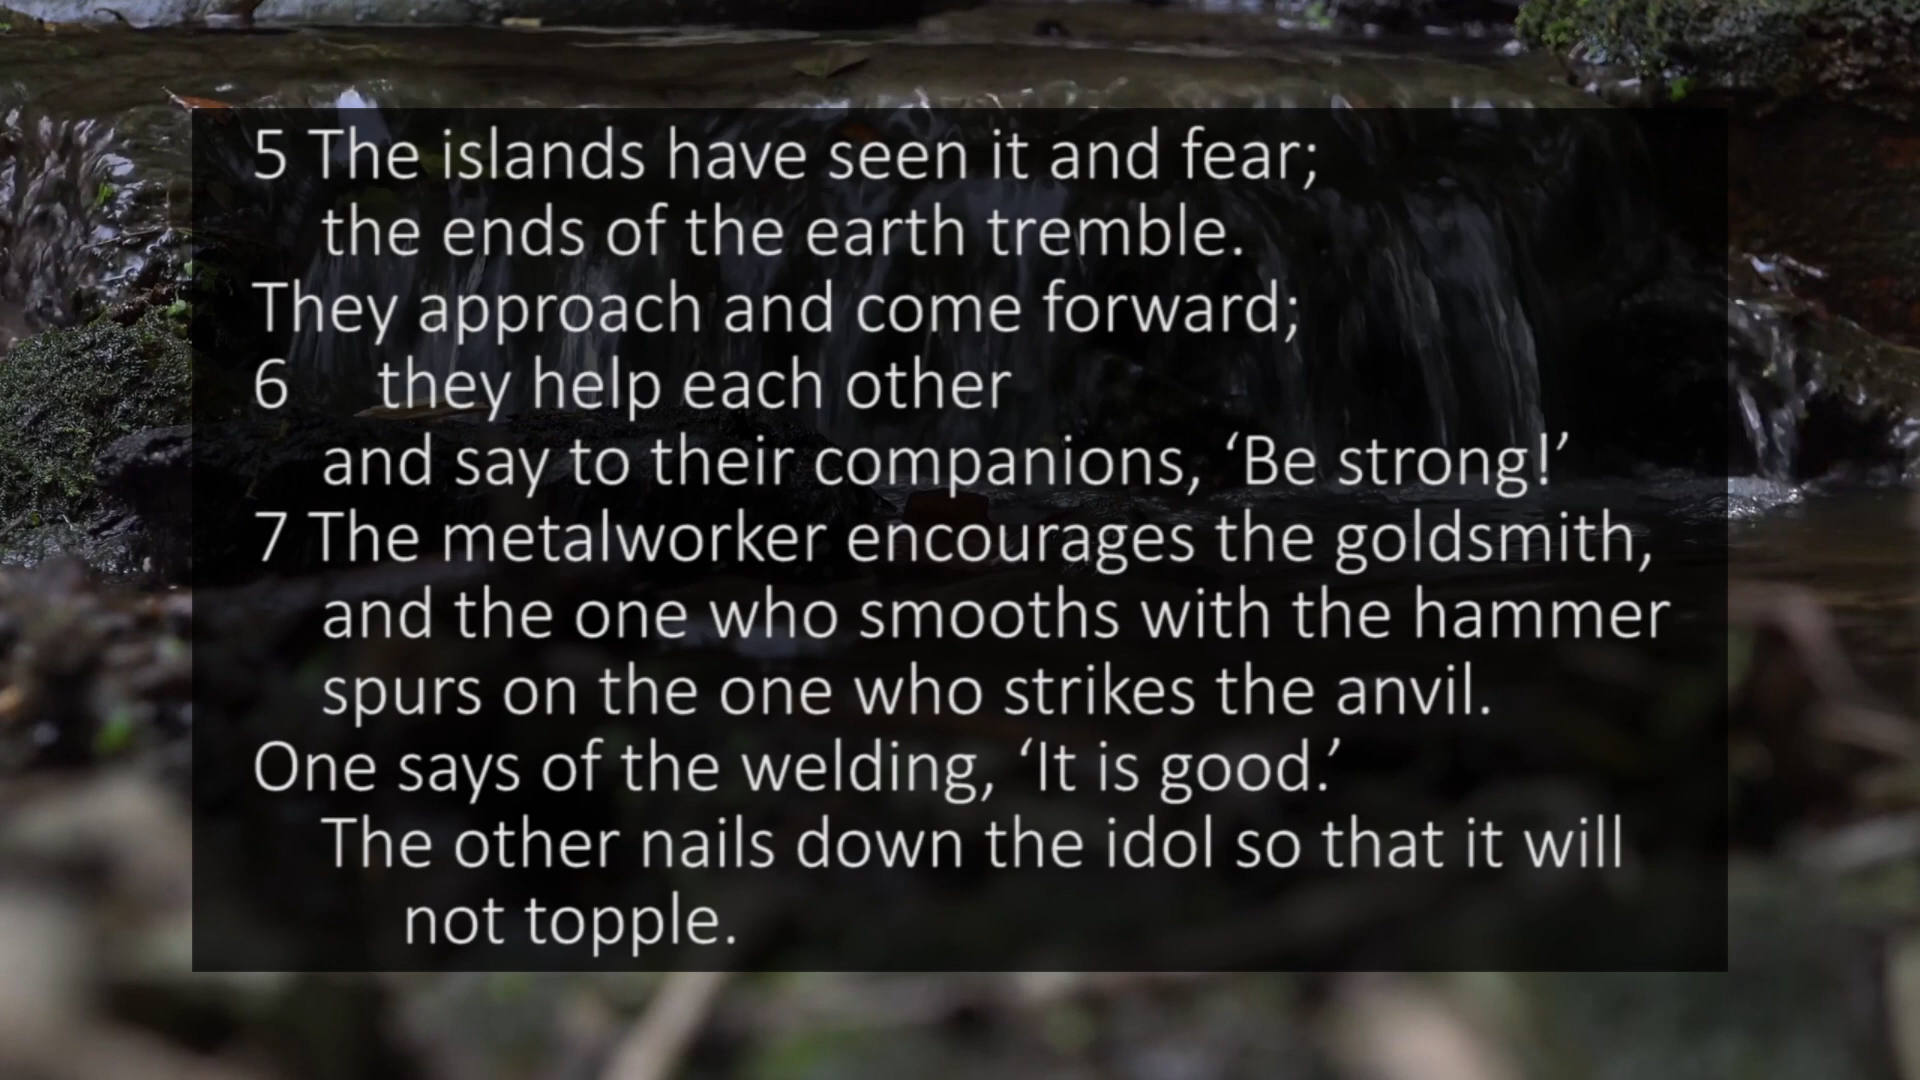 5 The islands have seen it and fear;
the ends of the earth tremble.
They approach and come forward;
6 they help each other
and say to their companions, ‘Be strong!’
7 The metalworker encourages the goldsmith,
and the one who smooths with the hammer
spurs on the one who strikes the anvil.
One says of the welding, ‘It is good.’
The other nails down the idol so that it will
not topple.